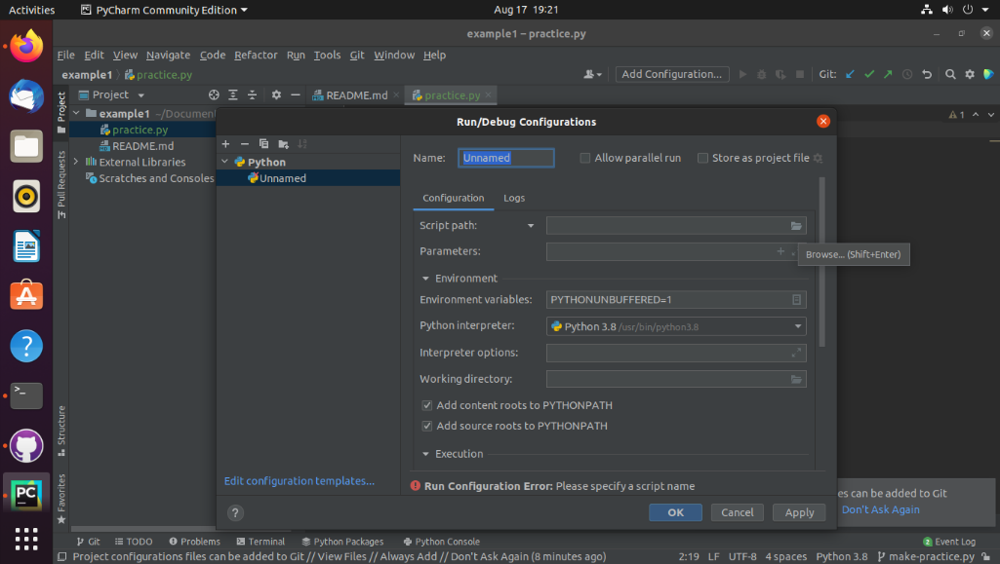 Activities PyCharm Community Edition Aug 17 19:21
example1 – practice.py
File Edit View Navigate Code Refactor Run Tools Git Window Help
example1 practice.py Add Configuration... Git:
Project README.md practice.py
example1 ~/Documen
practice.py
README.md
External Libraries
Scratches and Consoles
Project
Pull Requests
Structure
Favorites
1
Run/Debug Configurations
Python
Unnamed
Edit configuration templates...
Name: Unnamed Allow parallel run Store as project file
Configuration Logs
Script path:
Parameters:
Browse... (Shift+Enter)
Environment
Environment variables: PYTHONUNBUFFERED=1
Python interpreter: Python 3.8 /usr/bin/python3.8
Interpreter options:
Working directory:
Add content roots to PYTHONPATH
Add source roots to PYTHONPATH
Execution
Run Configuration Error: Please specify a script name
? OK Cancel Apply
es can be added to Git
Don't Ask Again
Git TODO Problems Terminal Python Packages Python Console 2 Event Log
Project configurations files can be added to Git // View Files // Always Add // Don't Ask Again (8 minutes ago) 2:19 LF UTF-8 4 spaces Python 3.8 make-practice.py
PC